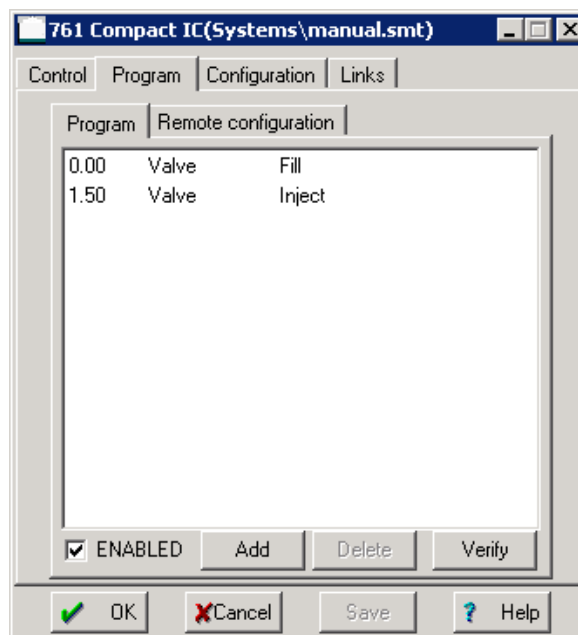 761 Compact IC(Systems\manual.smt)
Control Program Configuration Links
Program Remote configuration
0.00 Valve Fill
1.50 Valve Inject
ENABLED Add Delete Verify
OK Cancel Save ? Help